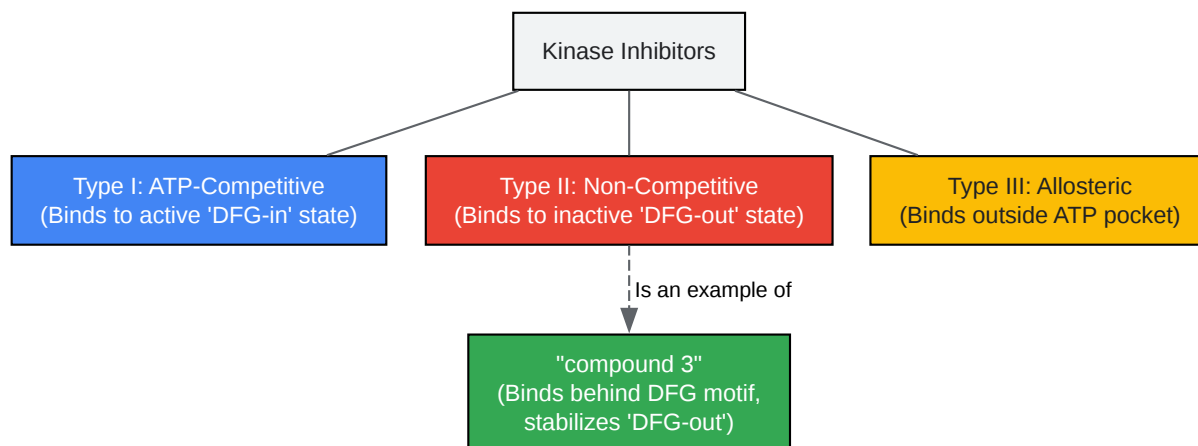 Kinase Inhibitors
Type I: ATP-Competitive
(Binds to active 'DFG-in' state)
Type II: Non-Competitive
(Binds to inactive 'DFG-out' state)
Type III: Allosteric
(Binds outside ATP pocket)
Is an example of
"compound 3"
(Binds behind DFG motif,
stabilizes 'DFG-out')